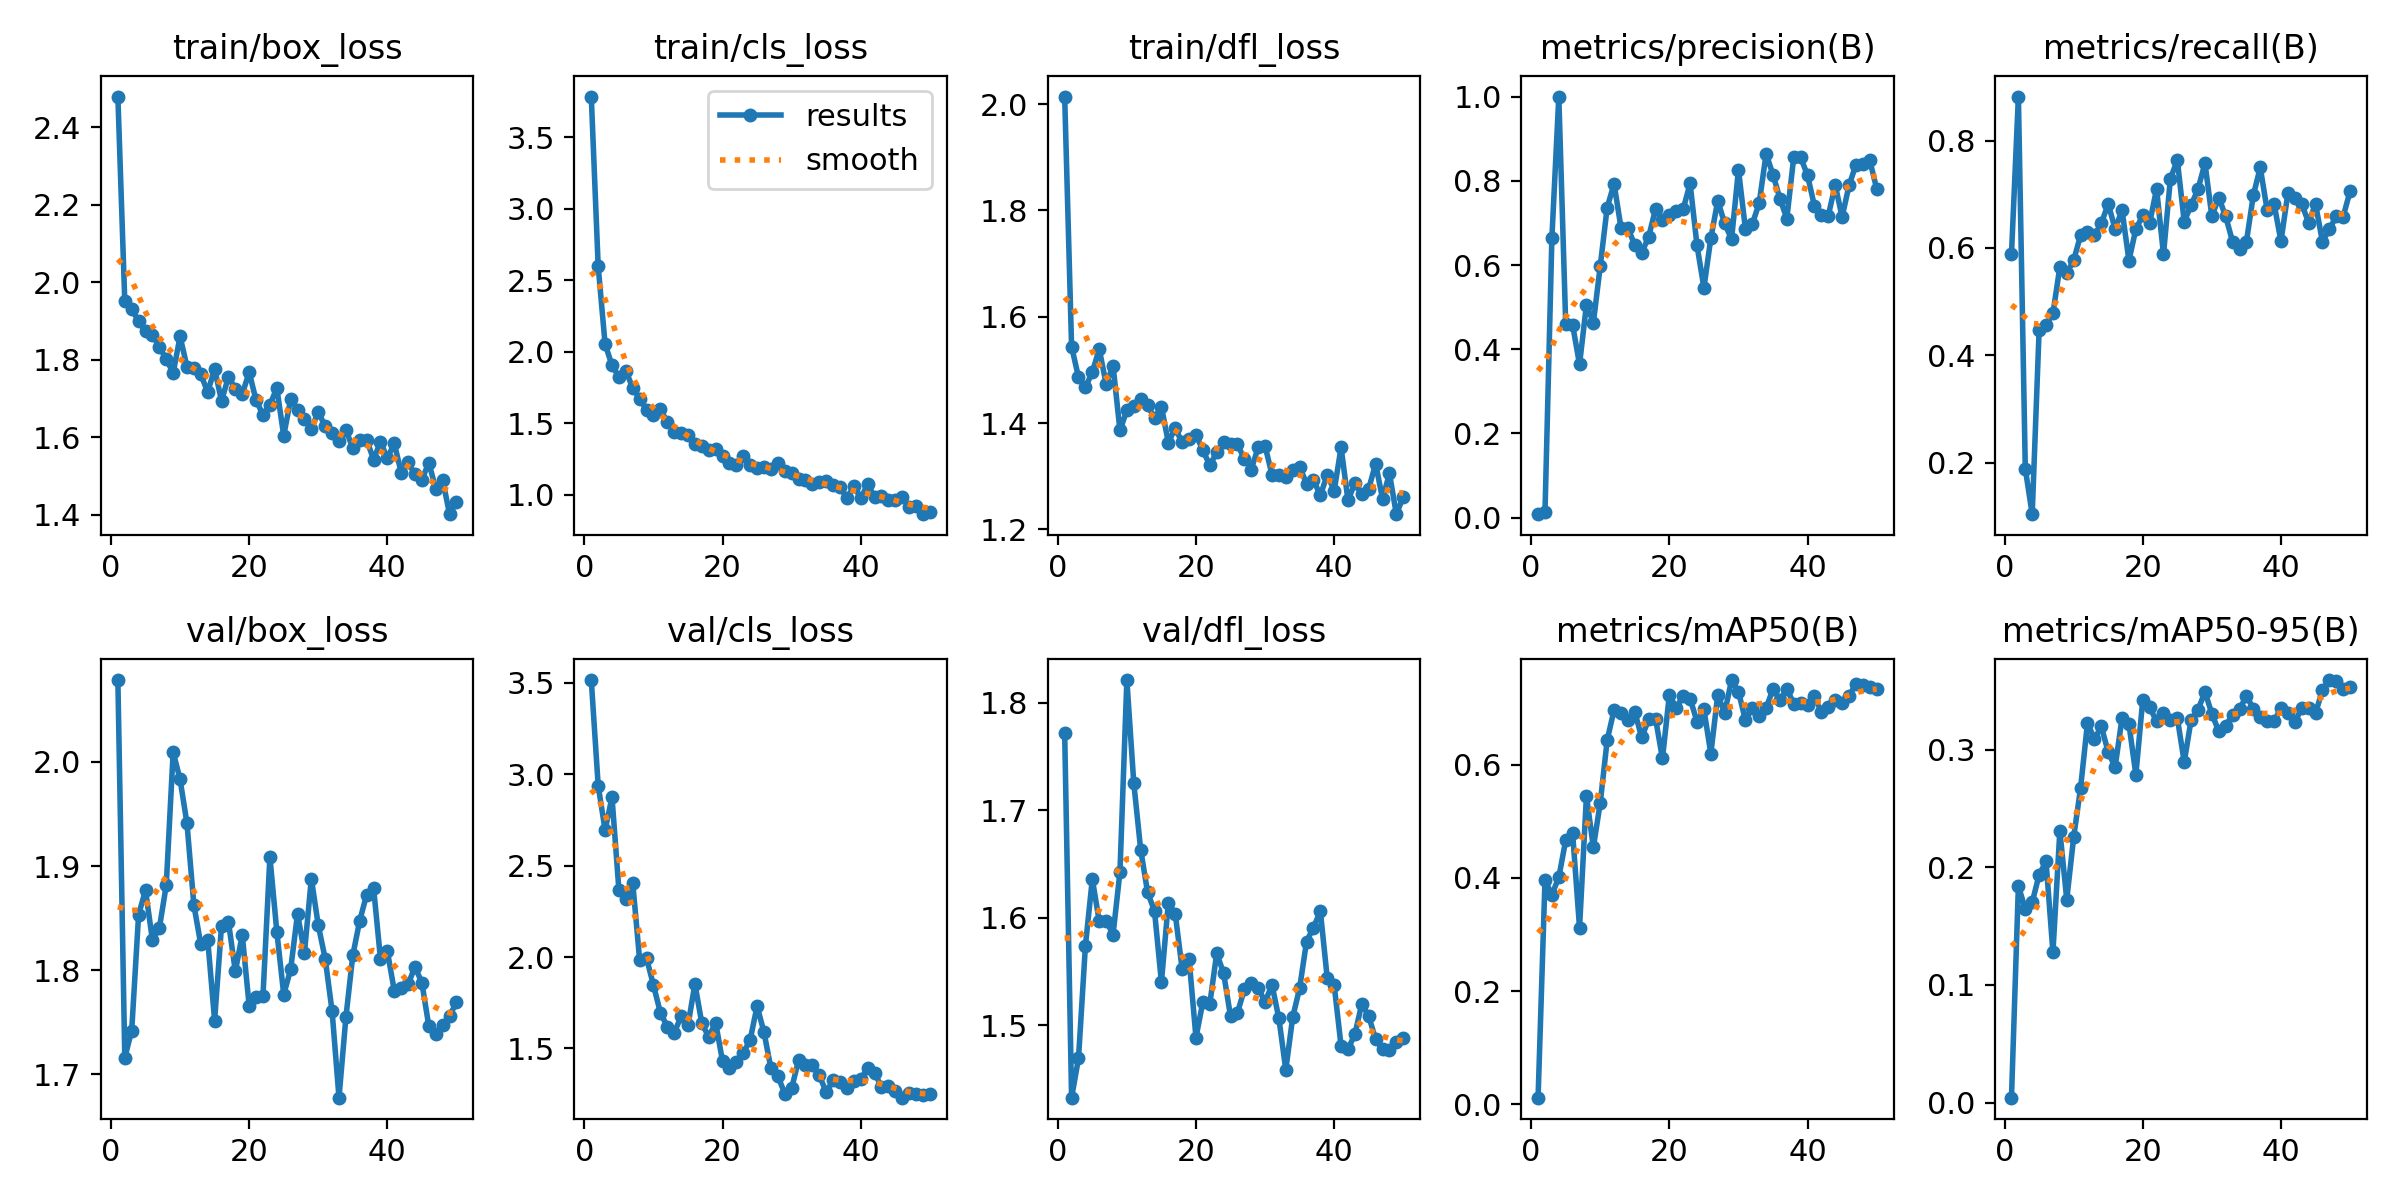 train/box_loss
2.4
2.2
2.0
1.8
1.6
1.4
0 20 40
train/cls_loss
results
smooth
3.5
3.0
2.5
2.0
1.5
1.0
0 20 40
train/dfl_loss
2.0
1.8
1.6
1.4
1.2
0 20 40
metrics/precision(B)
1.0
0.8
0.6
0.4
0.2
0.0
0 20 40
metrics/recall(B)
0.8
0.6
0.4
0.2
0 20 40
val/box_loss
2.0
1.9
1.8
1.7
0 20 40
val/cls_loss
3.5
3.0
2.5
2.0
1.5
0 20 40
val/dfl_loss
1.8
1.7
1.6
1.5
0 20 40
metrics/mAP50(B)
0.6
0.4
0.2
0.0
0 20 40
metrics/mAP50-95(B)
0.3
0.2
0.1
0.0
0 20 40